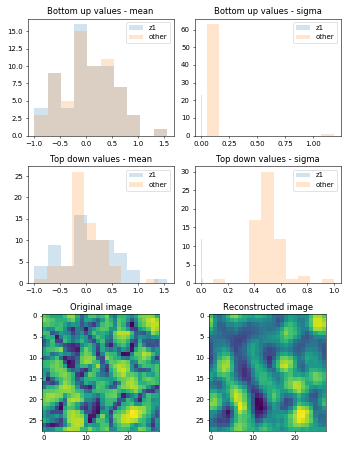 Bottom up values - mean
Bottom up values - sigma
17.5
15.0
12.5
10.0
7.5
5.0
2.5
0.0
z1
other
−1.0 −0.5 0.0 0.5 1.0 1.5
60
50
40
30
20
10
0
z1
other
0.00 0.25 0.50 0.75 1.00
Top down values - mean
Top down values - sigma
25
20
15
10
5
0
z1
other
−1.0 −0.5 0.0 0.5 1.0 1.5
30
25
20
15
10
5
0
z1
other
0.0 0.2 0.4 0.6 0.8 1.0
Original image
Reconstructed image
0
5
10
15
20
25
0 10 20
0
5
10
15
20
25
0 10 20